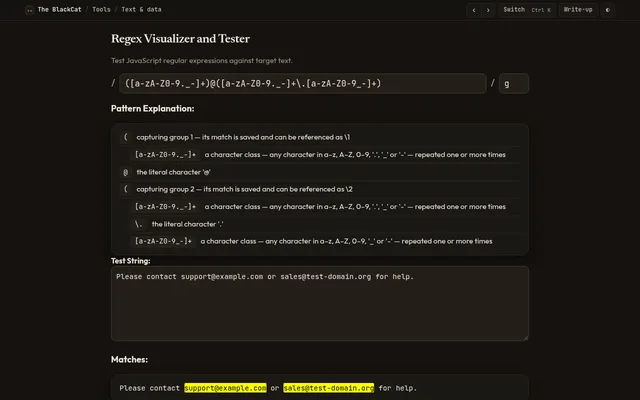 The BlackCat / Tools / Text & data
‹ › Switch Ctrl K Write-up
Regex Visualizer and Tester
Test JavaScript regular expressions against target text.
/ ([a-zA-Z0-9._-]+)@([a-zA-Z0-9._-]+\.[a-zA-Z0-9_-]+) / g
Pattern Explanation:
( capturing group 1 — its match is saved and can be referenced as \1
[a-zA-Z0-9._-]+ a character class — any character in a–z, A–Z, 0–9, '.', '_' or '-' — repeated one or more times
@ the literal character '@'
( capturing group 2 — its match is saved and can be referenced as \2
[a-zA-Z0-9._-]+ a character class — any character in a–z, A–Z, 0–9, '.', '_' or '-' — repeated one or more times
\. the literal character '.'
[a-zA-Z0-9_-]+ a character class — any character in a–z, A–Z, 0–9, '_' or '-' — repeated one or more times
Test String:
Please contact support@example.com or sales@test-domain.org for help.
Matches:
Please contact support@example.com or sales@test-domain.org for help.